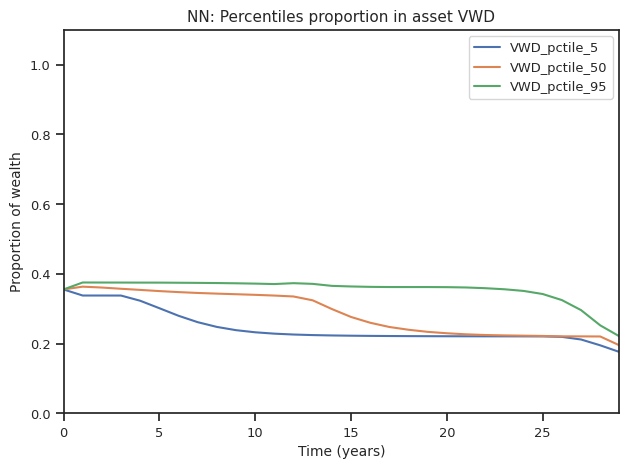 NN: Percentiles proportion in asset VWD
VWD_pctile_5
VWD_pctile_50
VWD_pctile_95
Proportion of wealth
1.0
0.8
0.6
0.4
0.2
0.0
0 5 10 15 20 25
Time (years)